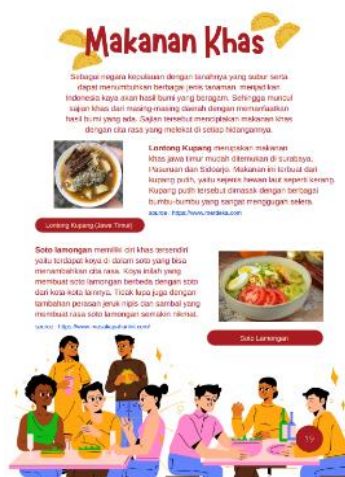 Makanan Khas
Sebagai negara kepulauan dengan tanahnya yang subur serta
dapat menumbuhkan berbagai jenis tanaman, menjadikan
Indonesia kaya akan hasil bumi yang beragam. Sehingga muncul
sajian khas dari masing-masing daerah dengan memanfaatkan
hasil bumi yang ada. Sajian tersebut menciptakan makanan khas
dengan cita rasa yang melekat di setiap hidangannya.
Lontong Kupang merupakan makanan
khas jawa timur mudah ditemukan di surabaya,
Pasuruan dan Sidoarjo. Makanan ini terbuat dari
kupang putih, yaitu sejenis hewan laut seperti kerang.
Kupang putih tersebut dimasak dengan berbagai
bumbu-bumbu yang sangat menggugah selera.
source : https://www.merdeka.com
Lontong Kupang (Jawa Timur)
Soto lamongan memiliki ciri khas tersendiri
yaitu terdapat koya di dalam soto yang bisa
menambahkan cita rasa. Koya inilah yang
membuat soto lamongan berbeda dengan soto
dari kota kota lainnya. Tidak lupa juga dengan
tambahan perasan jeruk nipis dan sambal yang
membuat rasa soto lamongan semakin nikmat.
source :
Soto Lamongan
19